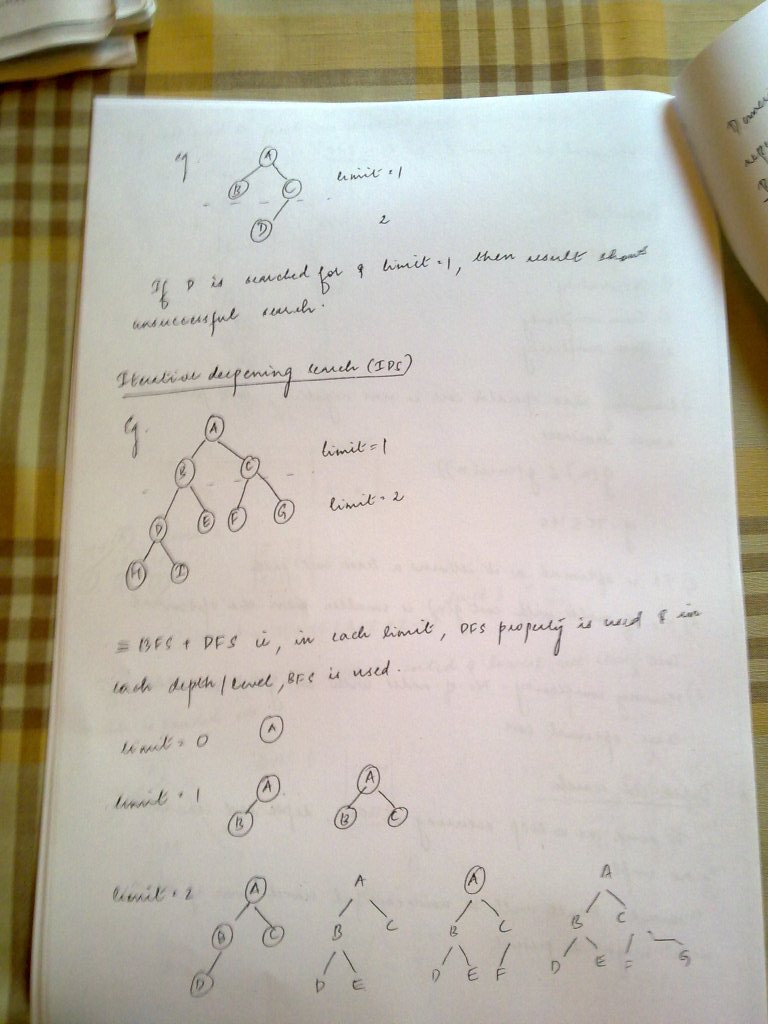 eg.
A
B C limit = 1
D
2
If D is searched for & limit = 1, then result shows
unsuccessful search.
Iterative deepening search (IDS)
Eg.
A
limit = 1
B C
limit = 2
D E F G
H I
≡ BFS + DFS ie, in each limit, DFS property is used & in
each depth/level, BFS is used.
limit = 0 A
limit = 1 A A
B B C
limit = 2 A A A A
B C B C B C B C
D D E D E F D E F G